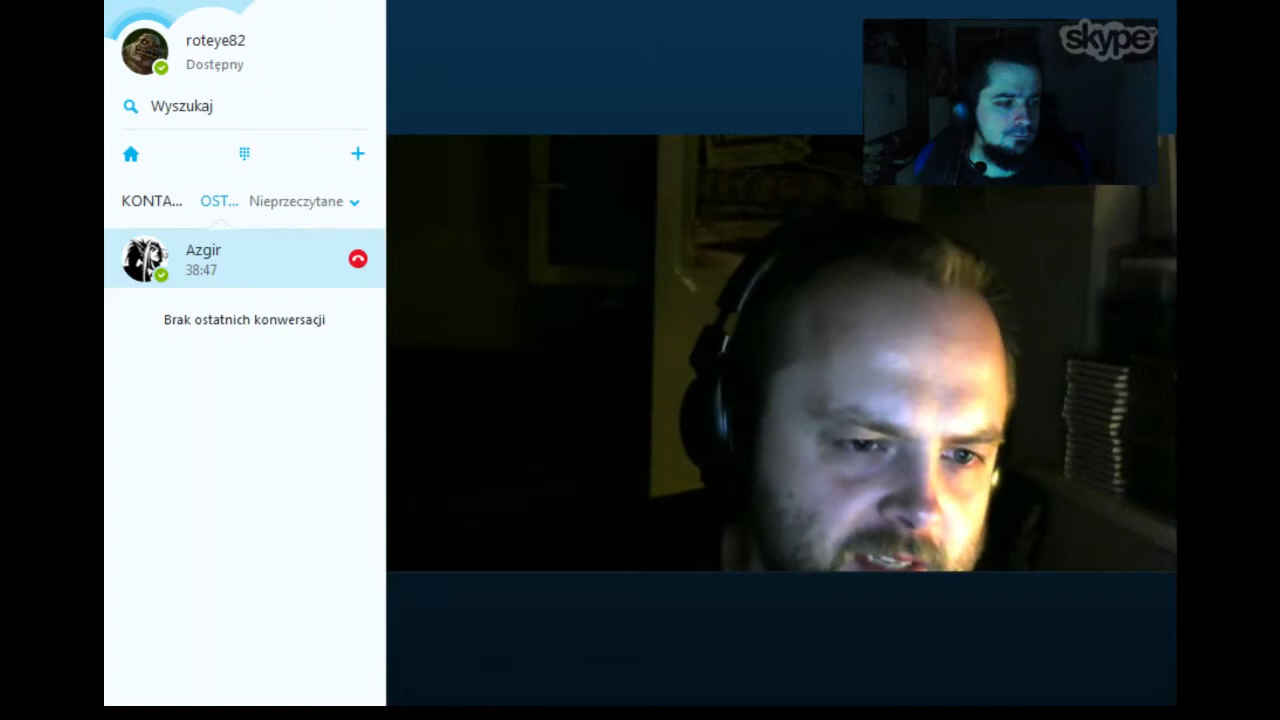 roteye82
Dostępny
Wyszukaj
KONTA... OST... Nieprzeczytane
Azgir
38:47
Brak ostatnich konwersacji
skype